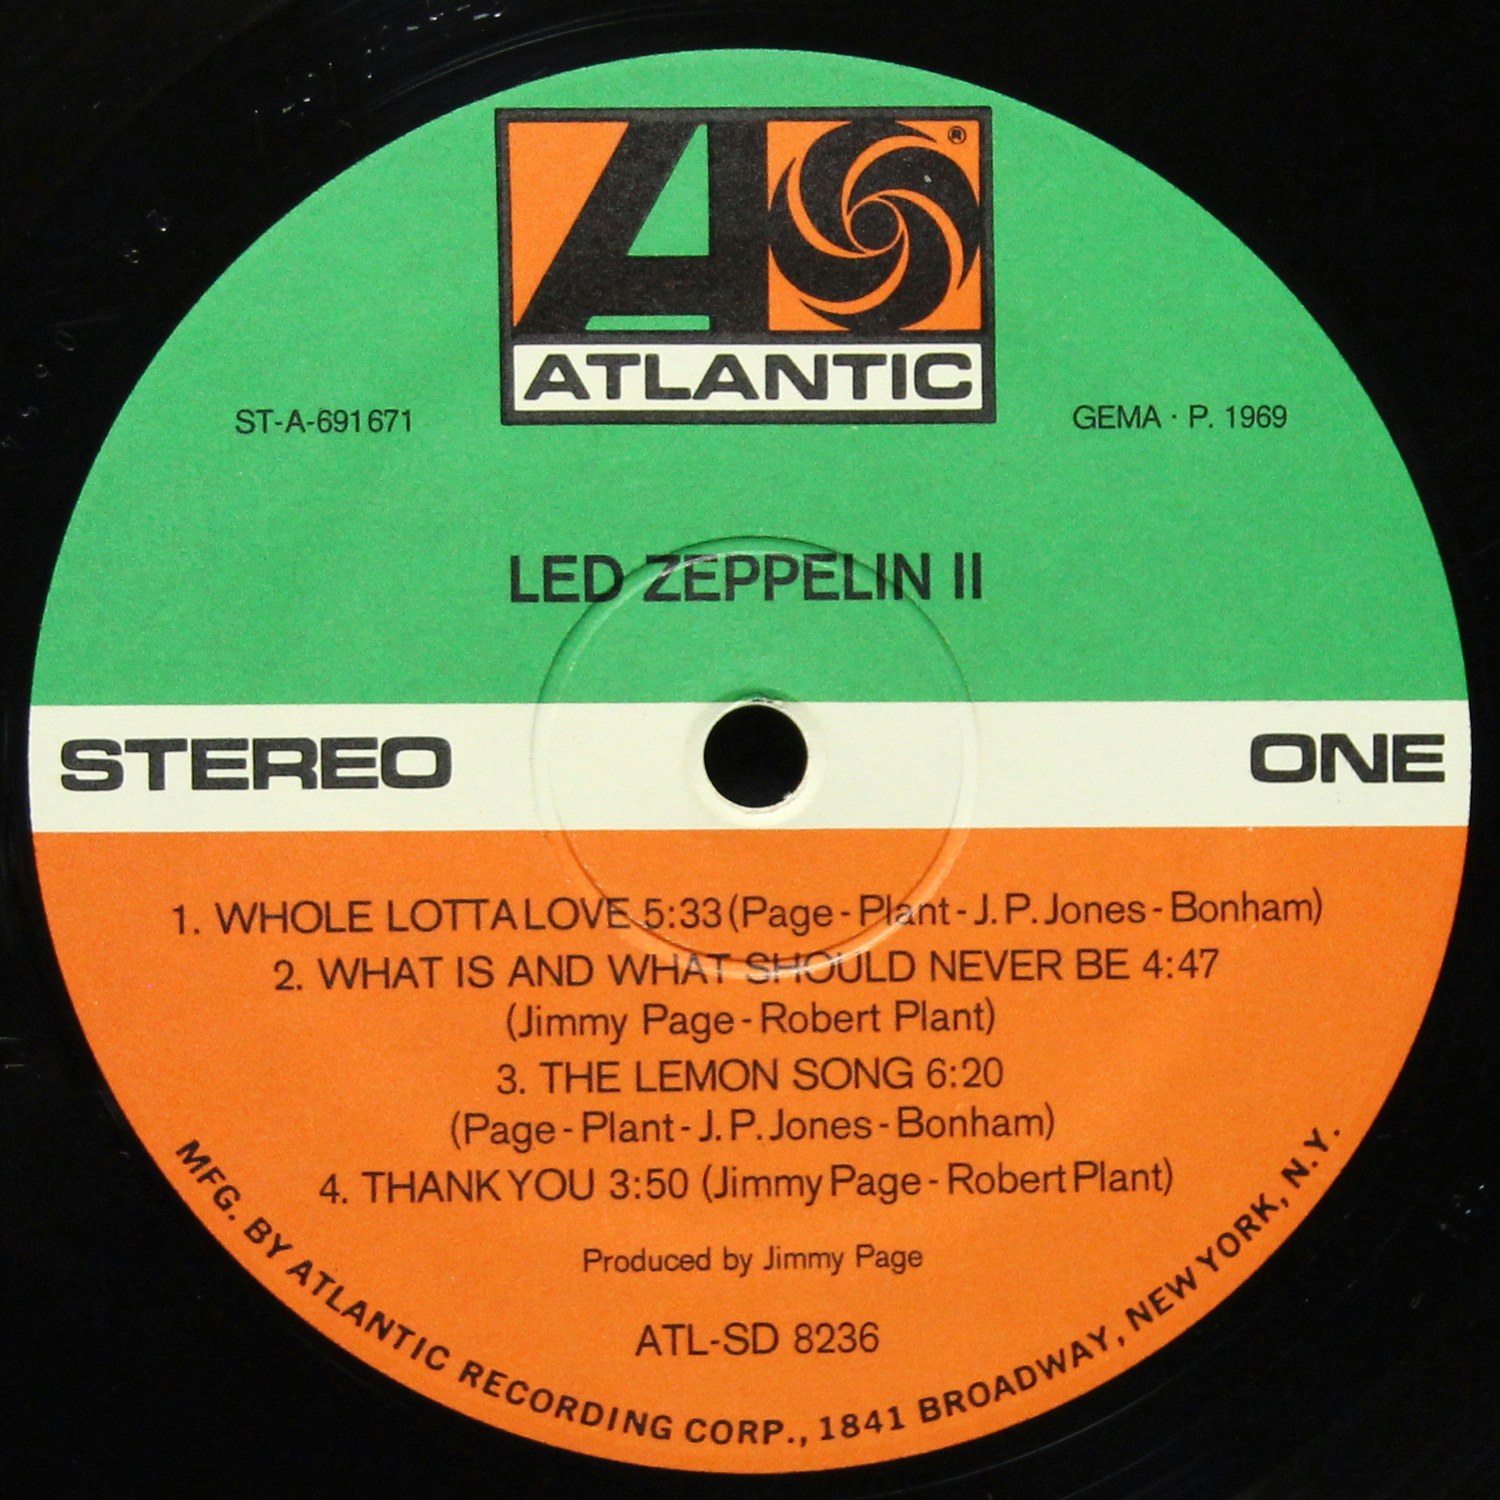 ®
ATLANTIC
ST-A-691671
GEMA · P. 1969
LED ZEPPELIN II
STEREO
ONE
1. WHOLE LOTTA LOVE 5:33 (Page - Plant - J. P. Jones - Bonham)
2. WHAT IS AND WHAT SHOULD NEVER BE 4:47
(Jimmy Page - Robert Plant)
3. THE LEMON SONG 6:20
(Page - Plant - J. P. Jones - Bonham)
4. THANK YOU 3:50 (Jimmy Page - Robert Plant)
Produced by Jimmy Page
ATL-SD 8236
MFG. BY ATLANTIC RECORDING CORP., 1841 BROADWAY, NEW YORK, N.Y.